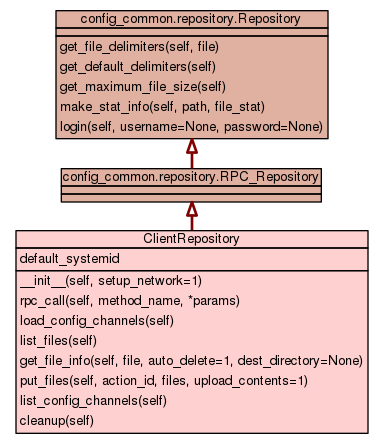 config_common.repository.Repository
get_file_delimiters(self, file)
get_default_delimiters(self)
get_maximum_file_size(self)
make_stat_info(self, path, file_stat)
login(self, username=None, password=None)
config_common.repository.RPC_Repository
ClientRepository
default_systemid
__init__(self, setup_network=1)
rpc_call(self, method_name, *params)
load_config_channels(self)
list_files(self)
get_file_info(self, file, auto_delete=1, dest_directory=None)
put_files(self, action_id, files, upload_contents=1)
list_config_channels(self)
cleanup(self)